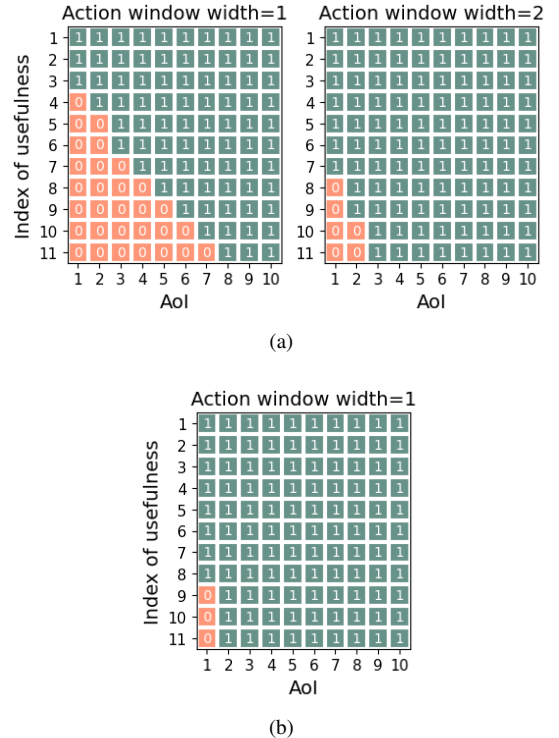 Action window width=1
Index of usefulness
1 1 1 1 1 1 1 1 1 1 1
2 1 1 1 1 1 1 1 1 1 1
3 1 1 1 1 1 1 1 1 1 1
4 0 1 1 1 1 1 1 1 1 1
5 0 0 1 1 1 1 1 1 1 1
6 0 0 1 1 1 1 1 1 1 1
7 0 0 0 1 1 1 1 1 1 1
8 0 0 0 0 1 1 1 1 1 1
9 0 0 0 0 0 1 1 1 1 1
10 0 0 0 0 0 0 1 1 1 1
11 0 0 0 0 0 0 0 1 1 1
1 2 3 4 5 6 7 8 9 10
AoI
Action window width=2
1 1 1 1 1 1 1 1 1 1 1
2 1 1 1 1 1 1 1 1 1 1
3 1 1 1 1 1 1 1 1 1 1
4 1 1 1 1 1 1 1 1 1 1
5 1 1 1 1 1 1 1 1 1 1
6 1 1 1 1 1 1 1 1 1 1
7 1 1 1 1 1 1 1 1 1 1
8 0 1 1 1 1 1 1 1 1 1
9 0 1 1 1 1 1 1 1 1 1
10 0 0 1 1 1 1 1 1 1 1
11 0 0 1 1 1 1 1 1 1 1
1 2 3 4 5 6 7 8 9 10
AoI
(a)
Action window width=1
Index of usefulness
1 1 1 1 1 1 1 1 1 1 1
2 1 1 1 1 1 1 1 1 1 1
3 1 1 1 1 1 1 1 1 1 1
4 1 1 1 1 1 1 1 1 1 1
5 1 1 1 1 1 1 1 1 1 1
6 1 1 1 1 1 1 1 1 1 1
7 1 1 1 1 1 1 1 1 1 1
8 1 1 1 1 1 1 1 1 1 1
9 0 1 1 1 1 1 1 1 1 1
10 0 1 1 1 1 1 1 1 1 1
11 0 1 1 1 1 1 1 1 1 1
1 2 3 4 5 6 7 8 9 10
AoI
(b)